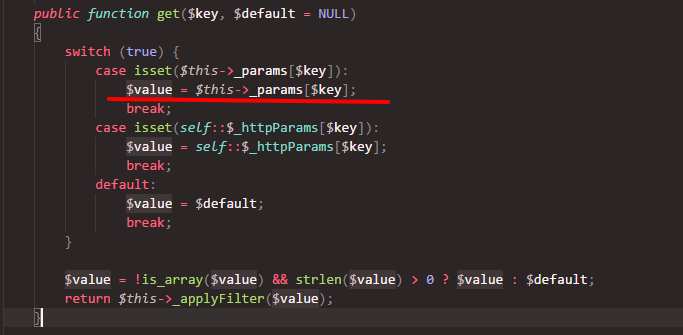 public function get($key, $default = NULL)
{
switch (true) {
case isset($this->_params[$key]):
$value = $this->_params[$key];
break;
case isset(self::$_httpParams[$key]):
$value = self::$_httpParams[$key];
break;
default:
$value = $default;
break;
}
$value = !is_array($value) && strlen($value) > 0 ? $value : $default;
return $this->_applyFilter($value);
}